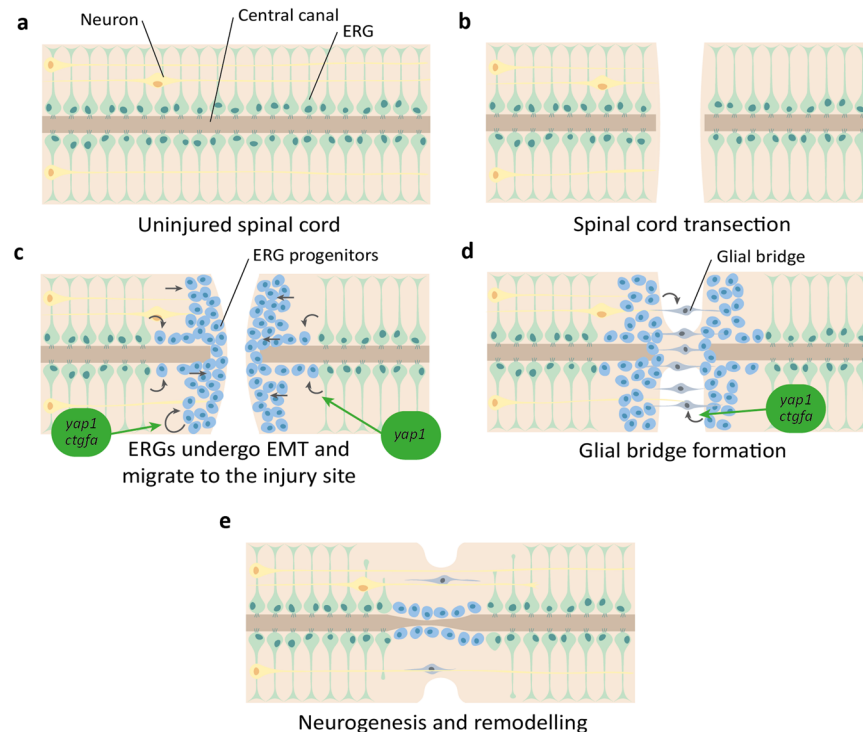 a
Neuron
Central canal
ERG
Uninjured spinal cord
b
Spinal cord transection
c
ERG progenitors
yap1
ctgfa
yap1
ERGs undergo EMT and
migrate to the injury site
d
Glial bridge
yap1
ctgfa
Glial bridge formation
e
Neurogenesis and remodelling